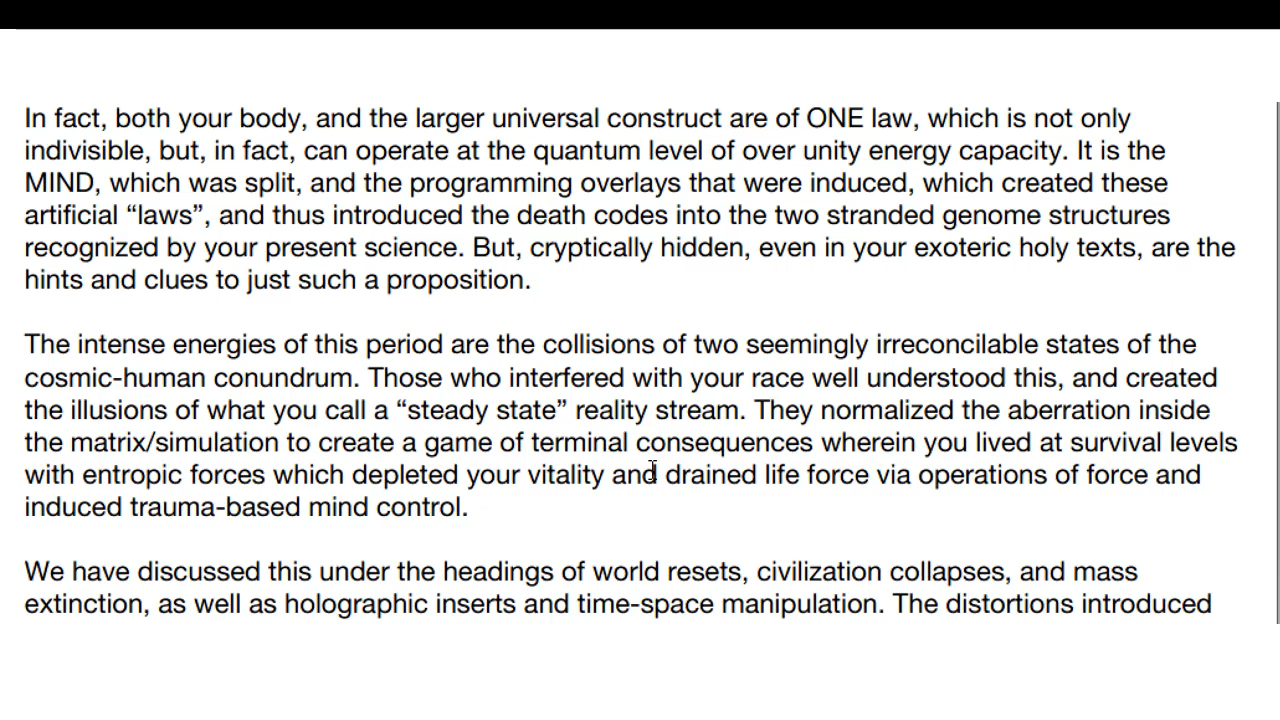 In fact, both your body, and the larger universal construct are of ONE law, which is not only
indivisible, but, in fact, can operate at the quantum level of over unity energy capacity. It is the
MIND, which was split, and the programming overlays that were induced, which created these
artificial “laws”, and thus introduced the death codes into the two stranded genome structures
recognized by your present science. But, cryptically hidden, even in your exoteric holy texts, are the
hints and clues to just such a proposition.
The intense energies of this period are the collisions of two seemingly irreconcilable states of the
cosmic-human conundrum. Those who interfered with your race well understood this, and created
the illusions of what you call a “steady state” reality stream. They normalized the aberration inside
the matrix/simulation to create a game of terminal consequences wherein you lived at survival levels
with entropic forces which depleted your vitality and drained life force via operations of force and
induced trauma-based mind control.
We have discussed this under the headings of world resets, civilization collapses, and mass
extinction, as well as holographic inserts and time-space manipulation. The distortions introduced